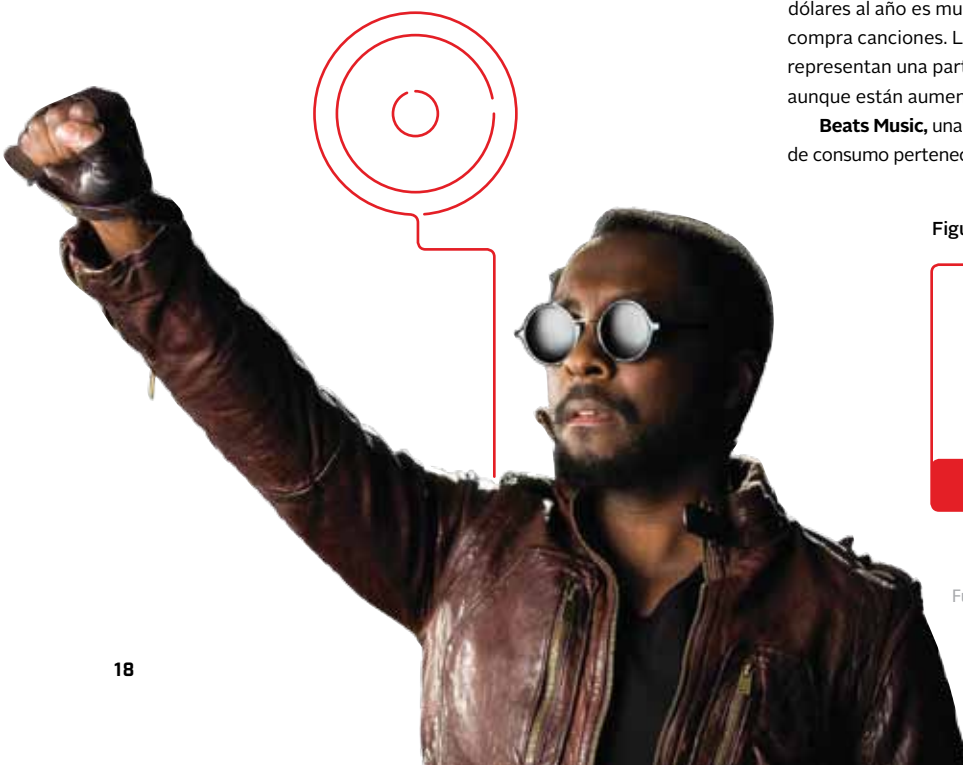 dólares al año es mu
compra canciones. L
representan una part
aunque están aumen
Beats Music, una
de consumo pertenec
Figu
Fu
18